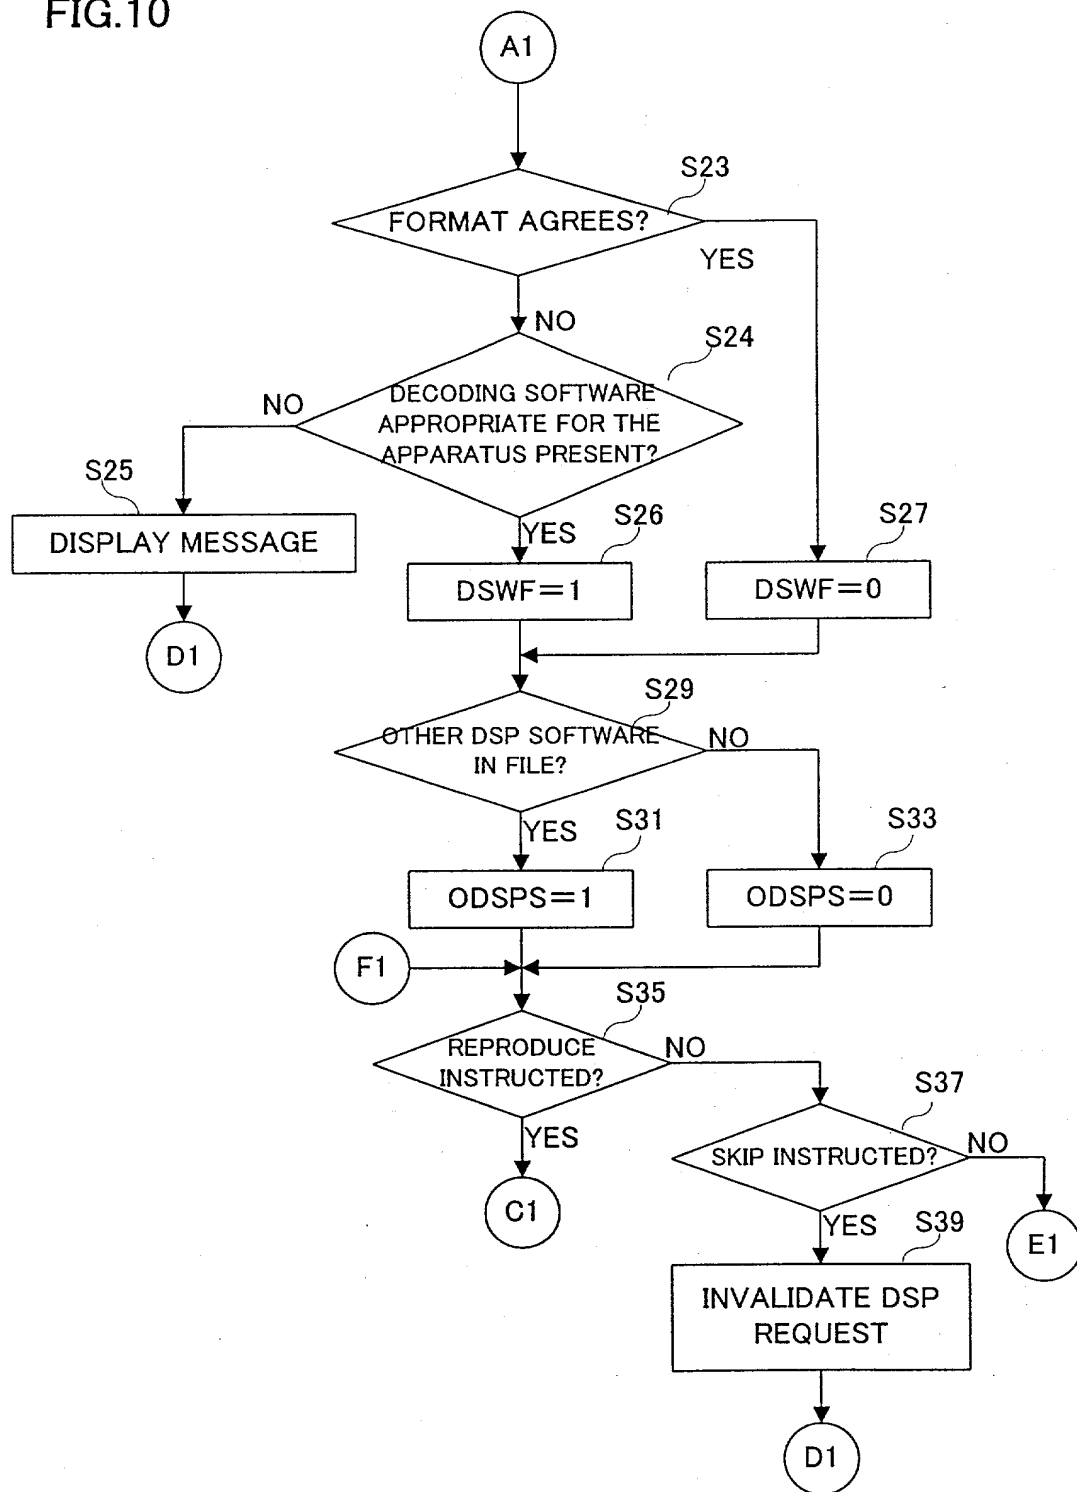 FIG.10
A1
S23
FORMAT AGREES?
YES
NO
S24
DECODING SOFTWARE
APPROPRIATE FOR THE
APPARATUS PRESENT?
NO
S25
DISPLAY MESSAGE
D1
YES
S26
DSWF=1
S27
DSWF=0
S29
OTHER DSP SOFTWARE
IN FILE?
NO
YES
S31
ODSPS=1
S33
ODSPS=0
F1
S35
REPRODUCE
INSTRUCTED?
NO
YES
C1
S37
SKIP INSTRUCTED?
NO
E1
YES
S39
INVALIDATE DSP
REQUEST
D1